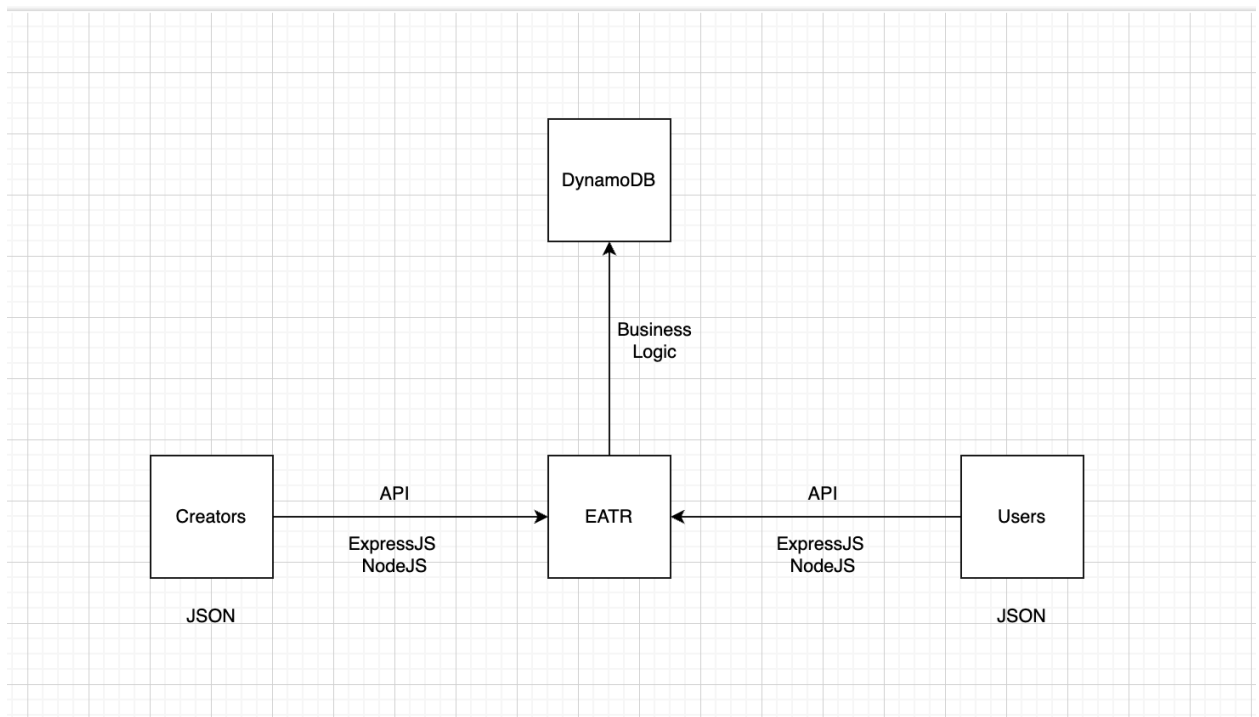 DynamoDB
Business
Logic
Creators
API
ExpressJS
NodeJS
EATR
API
ExpressJS
NodeJS
Users
JSON
JSON